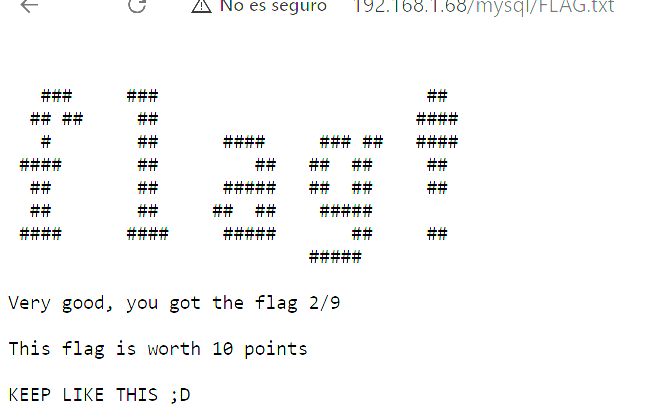 No es seguro 192.168.1.68/mysql/FLAG.txt
flag!
Very good, you got the flag 2/9
This flag is worth 10 points
KEEP LIKE THIS ;D